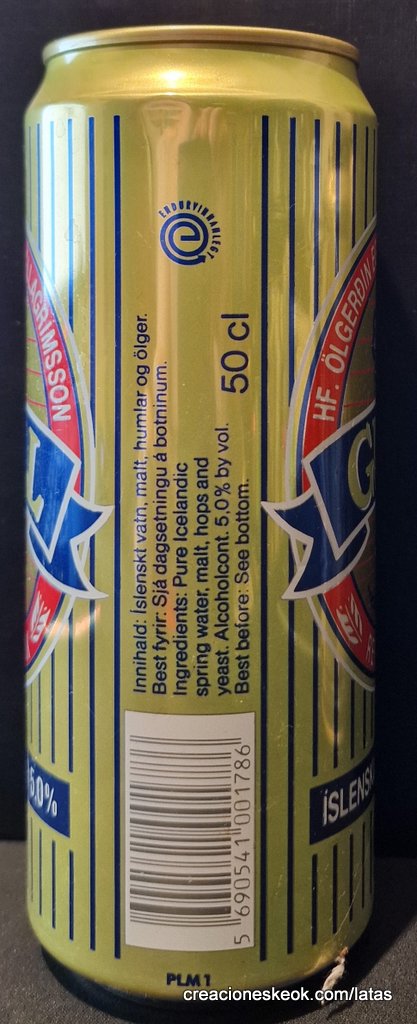 ENDURVINNANLEGT
Innihald: Íslenskt vatn, malt, humlar og ölger.
Best fyrir: Sjá dagsetningu á botninum.
Ingredients: Pure Icelandic
spring water, malt, hops and
yeast. Alcoholcont. 5,0% by vol.
Best before: See bottom.
50 cl
LAGRÍMSSON
L
5.0%
HF. ÖLGERÐIN
G
ÍSLENSK
5 690541 001786
PLM 1
creacioneskeok.com/latas